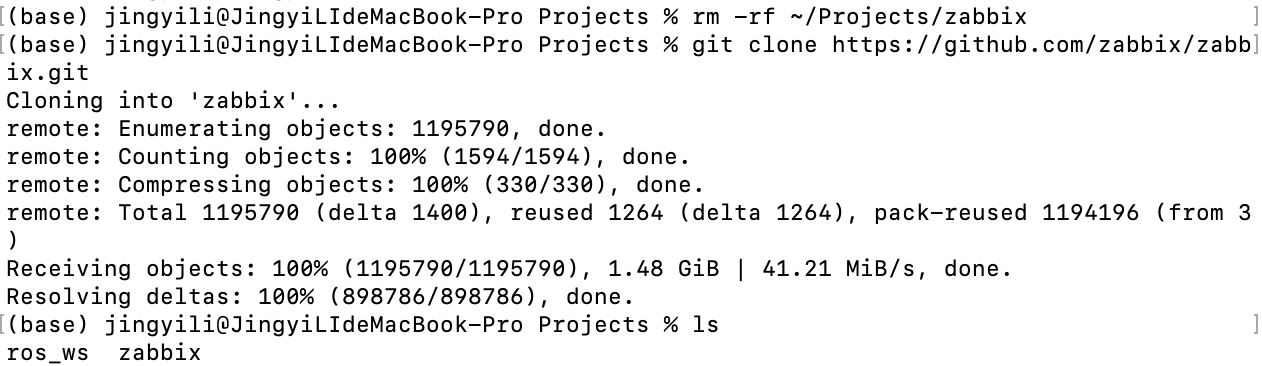 [(base) jingyili@JingyiLIdeMacBook-Pro Projects % rm -rf ~/Projects/zabbix ]
[(base) jingyili@JingyiLIdeMacBook-Pro Projects % git clone https://github.com/zabb]
ix.git
Cloning into 'zabbix'...
remote: Enumerating objects: 1195790, done.
remote: Counting objects: 100% (1594/1594), done.
remote: Compressing objects: 100% (330/330), done.
remote: Total 1195790 (delta 1400), reused 1264 (delta 1264), pack-reused 1194196 (from 3
)
Receiving objects: 100% (1195790/1195790), 1.48 GiB | 41.21 MiB/s, done.
Resolving deltas: 100% (898786/898786), done.
[(base) jingyili@JingyiLIdeMacBook-Pro Projects % ls ]
ros_ws  zabbix